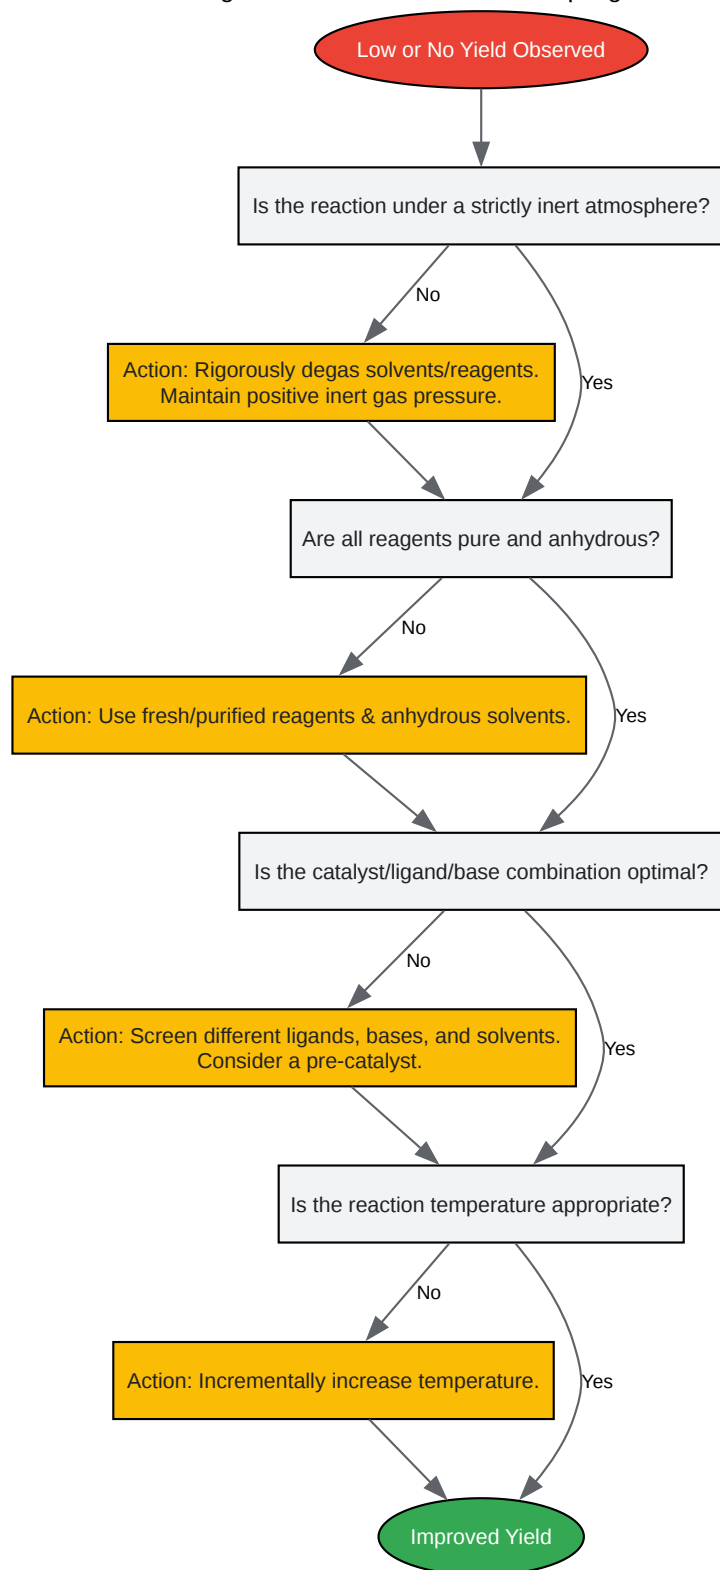 Low or No Yield Observed
Is the reaction under a strictly inert atmosphere?
No
Action: Rigorously degas solvents/reagents.
Maintain positive inert gas pressure.
Yes
Are all reagents pure and anhydrous?
No
Action: Use fresh/purified reagents & anhydrous solvents.
Yes
Is the catalyst/ligand/base combination optimal?
No
Action: Screen different ligands, bases, and solvents.
Consider a pre-catalyst.
Yes
Is the reaction temperature appropriate?
No
Action: Incrementally increase temperature.
Yes
Improved Yield